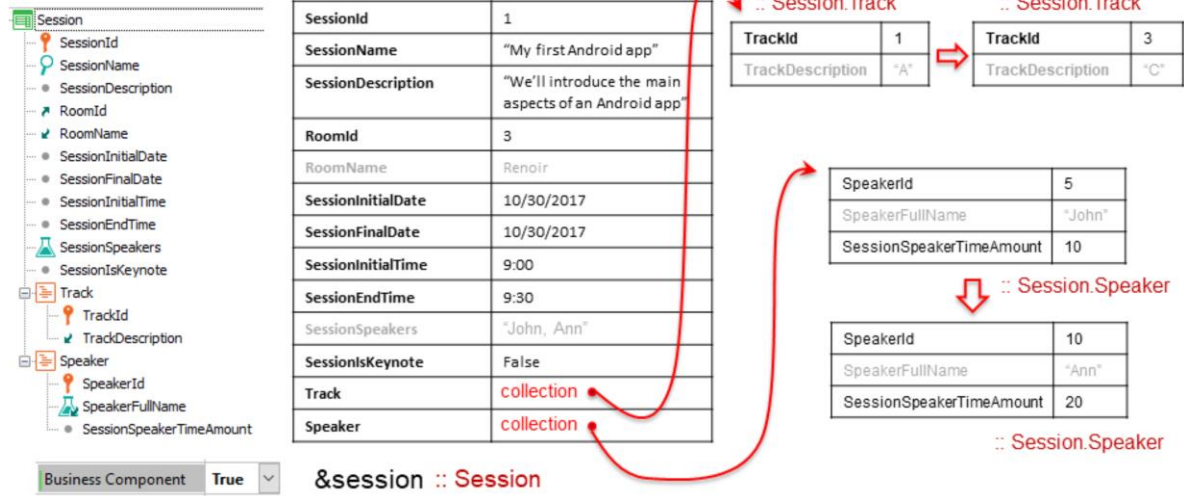 Session
SessionId
SessionName
SessionDescription
RoomId
RoomName
SessionInitialDate
SessionFinalDate
SessionInitialTime
SessionEndTime
SessionSpeakers
SessionIsKeynote
Track
TrackId
TrackDescription
Speaker
SpeakerId
SpeakerFullName
SessionSpeakerTimeAmount
Business Component True
SessionId 1
SessionName "My first Android app"
SessionDescription "We'll introduce the main
aspects of an Android app"
RoomId 3
RoomName Renoir
SessionInitialDate 10/30/2017
SessionFinalDate 10/30/2017
SessionInitialTime 9:00
SessionEndTime 9:30
SessionSpeakers "John, Ann"
SessionIsKeynote False
Track collection
Speaker collection
&session :: Session
:: Session.Track
TrackId 1
TrackDescription "A"
:: Session.Track
TrackId 3
TrackDescription "C"
SpeakerId 5
SpeakerFullName "John"
SessionSpeakerTimeAmount 10
:: Session.Speaker
SpeakerId 10
SpeakerFullName "Ann"
SessionSpeakerTimeAmount 20
:: Session.Speaker